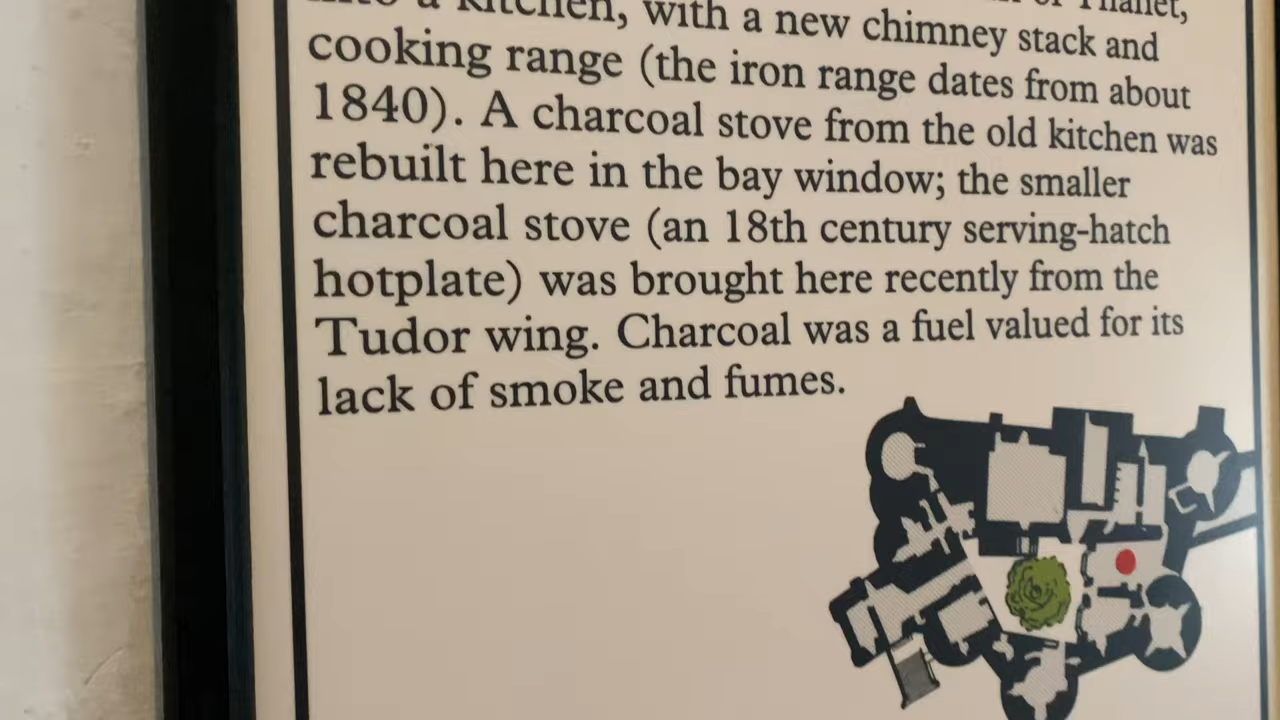 into a kitchen, with a new chimney stack and
cooking range (the iron range dates from about
1840). A charcoal stove from the old kitchen was
rebuilt here in the bay window; the smaller
charcoal stove (an 18th century serving-hatch
hotplate) was brought here recently from the
Tudor wing. Charcoal was a fuel valued for its
lack of smoke and fumes.